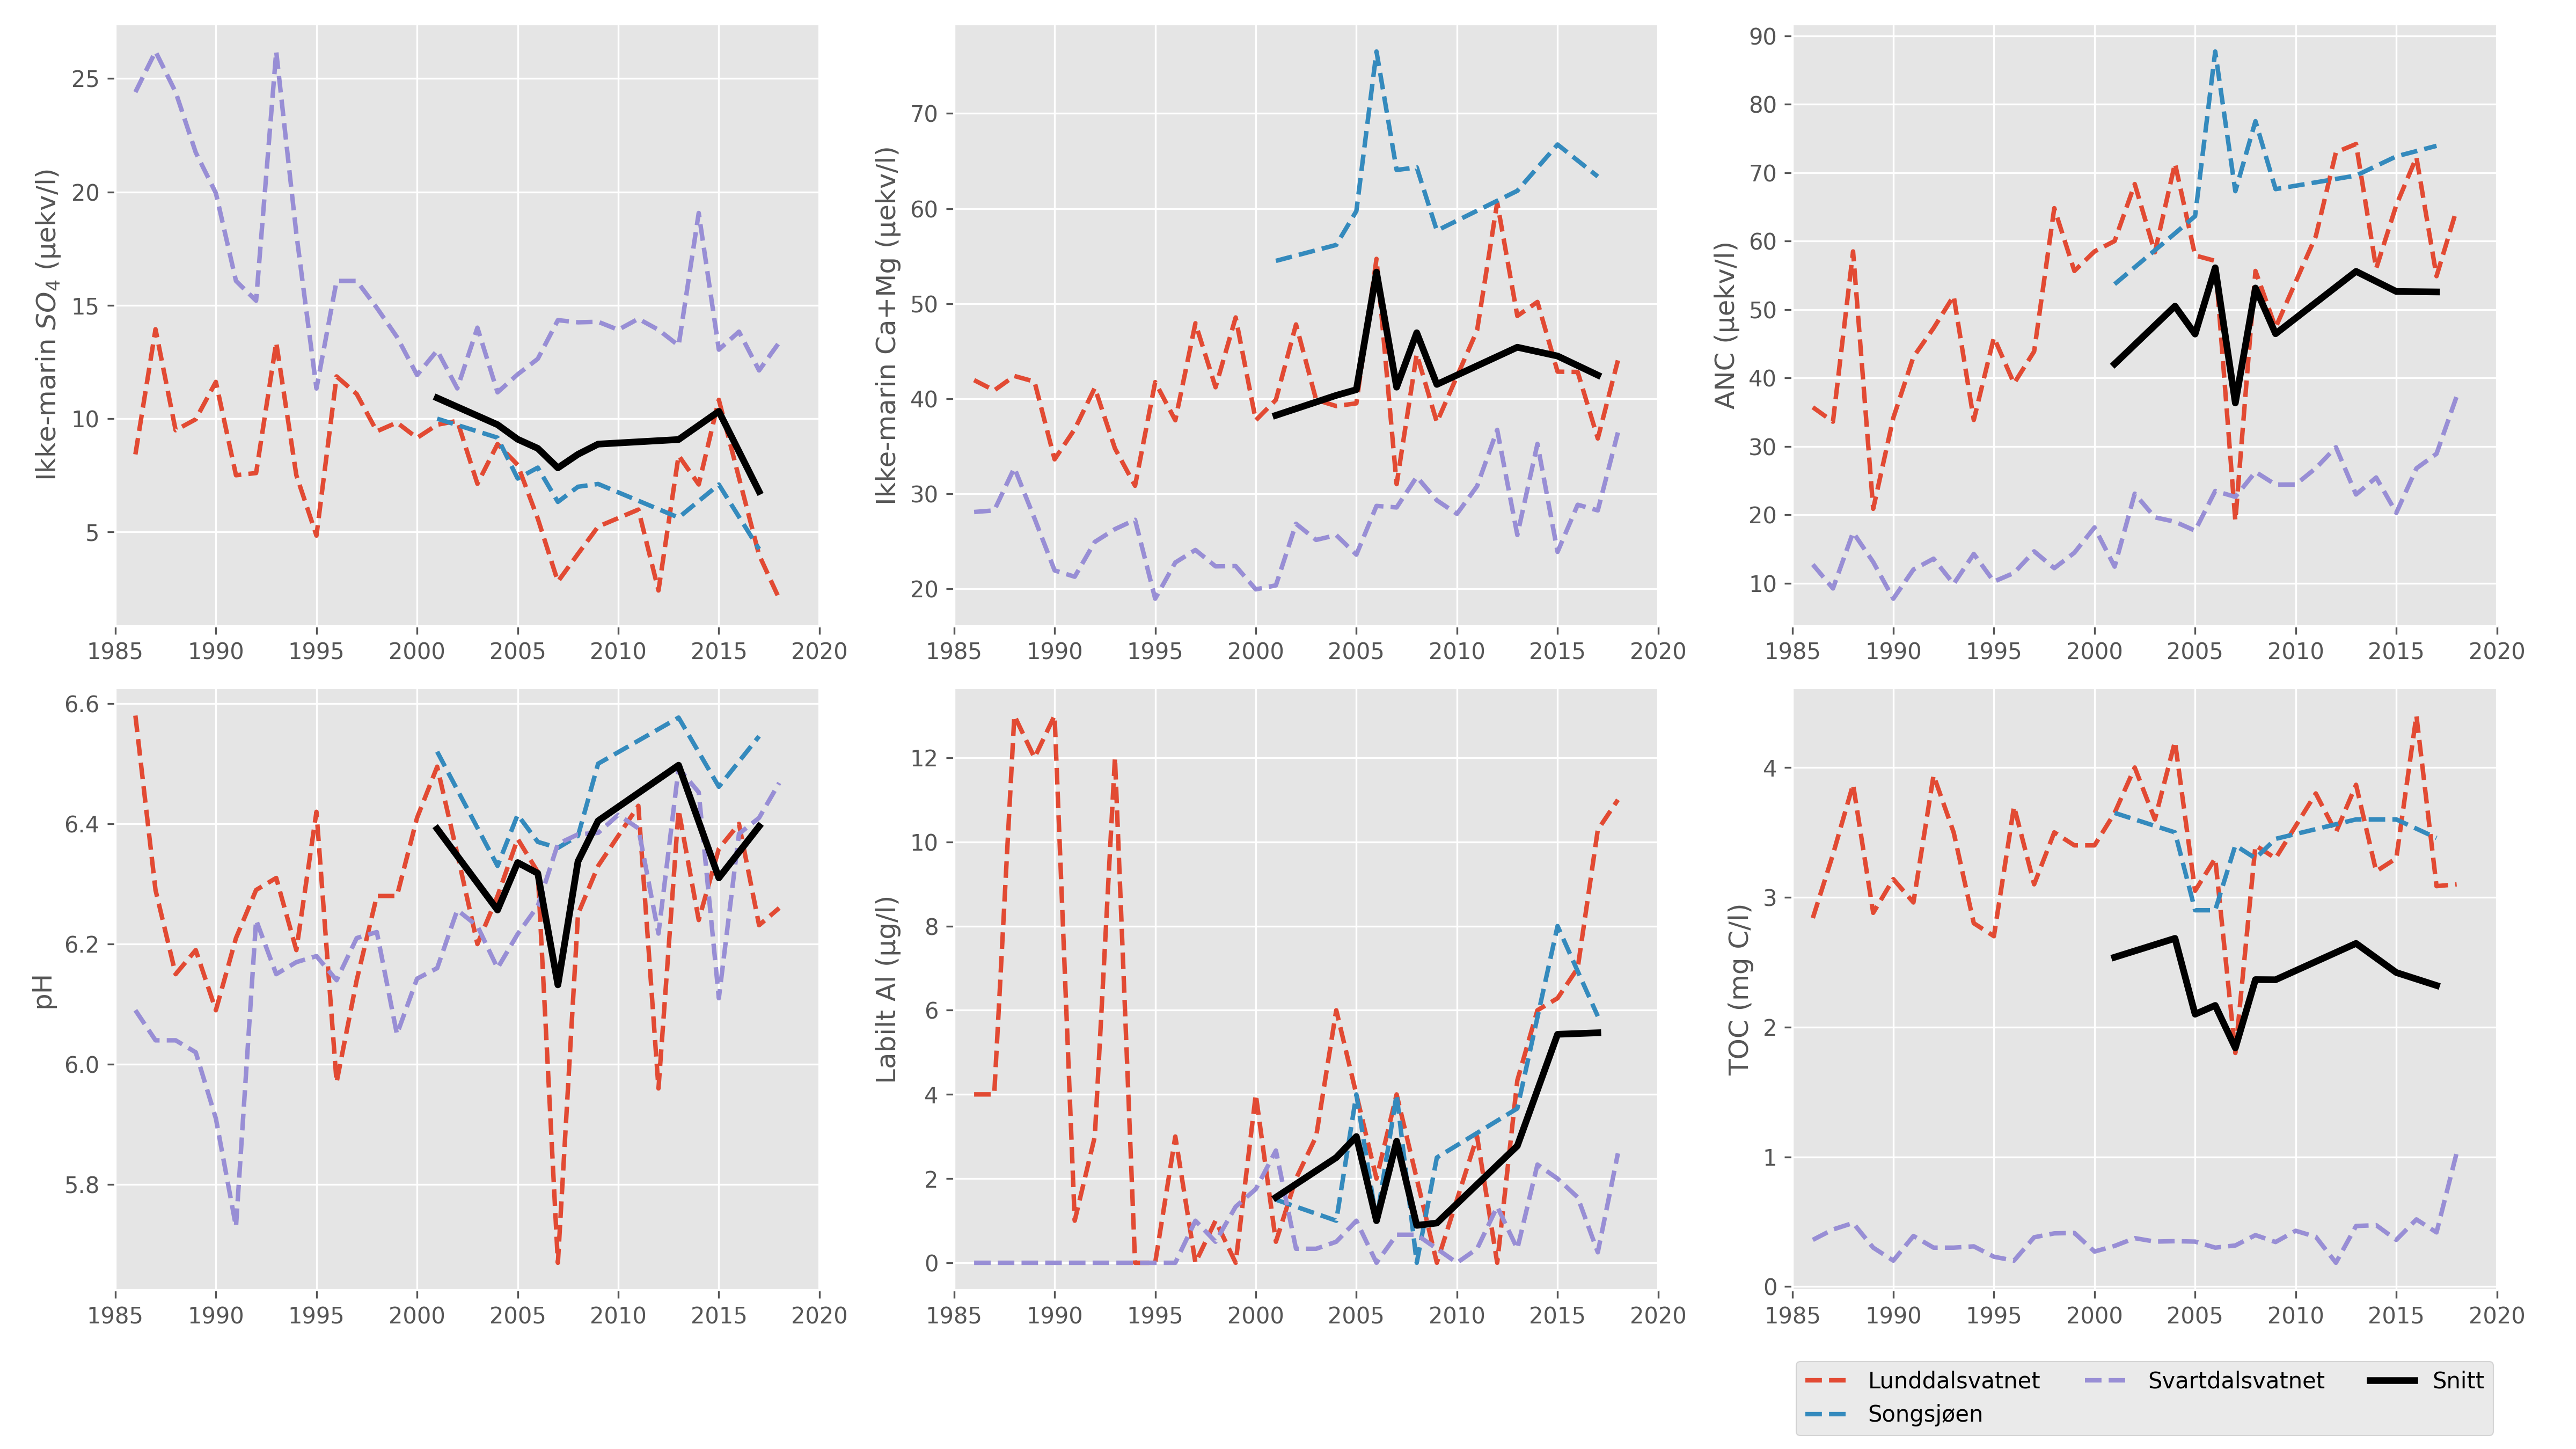 Ikke-marin SO4 (µekv/l)
25
20
15
10
5
1985 1990 1995 2000 2005 2010 2015 2020
Ikke-marin Ca+Mg (µekv/l)
70
60
50
40
30
20
1985 1990 1995 2000 2005 2010 2015 2020
ANC (µekv/l)
90
80
70
60
50
40
30
20
10
1985 1990 1995 2000 2005 2010 2015 2020
pH
6.6
6.4
6.2
6.0
5.8
1985 1990 1995 2000 2005 2010 2015 2020
Labilt Al (µg/l)
12
10
8
6
4
2
0
1985 1990 1995 2000 2005 2010 2015 2020
TOC (mg C/l)
4
3
2
1
0
1985 1990 1995 2000 2005 2010 2015 2020
Lunddalsvatnet Svartdalsvatnet Snitt
Songsjøen